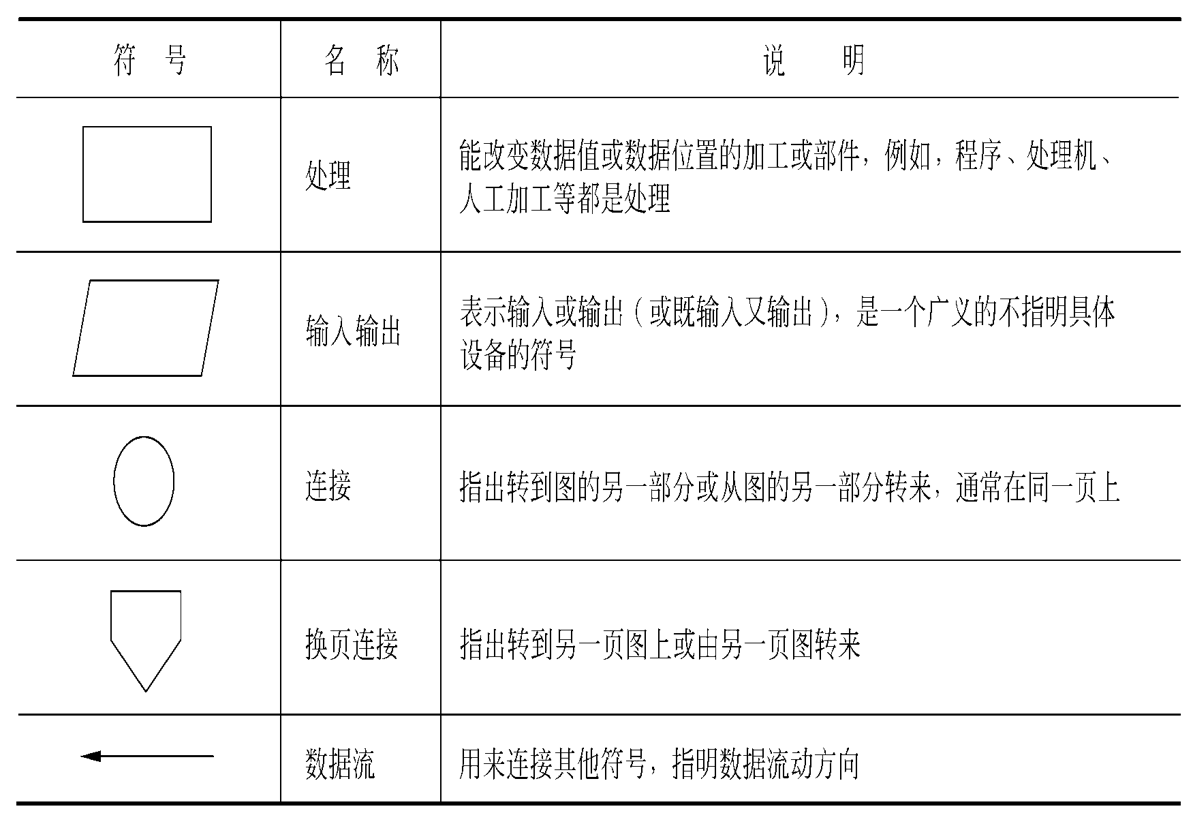 符 号 名 称 说 明
处理
能改变数据值或数据位置的加工或部件，例如，程序、处理机、
人工加工等都是处理
输入输出
表示输入或输出（或既输入又输出），是一个广义的不指明具体
设备的符号
连接
指出转到图的另一部分或从图的另一部分转来，通常在同一页上
换页连接
指出转到另一页图上或由另一页图转来
数据流
用来连接其他符号，指明数据流动方向